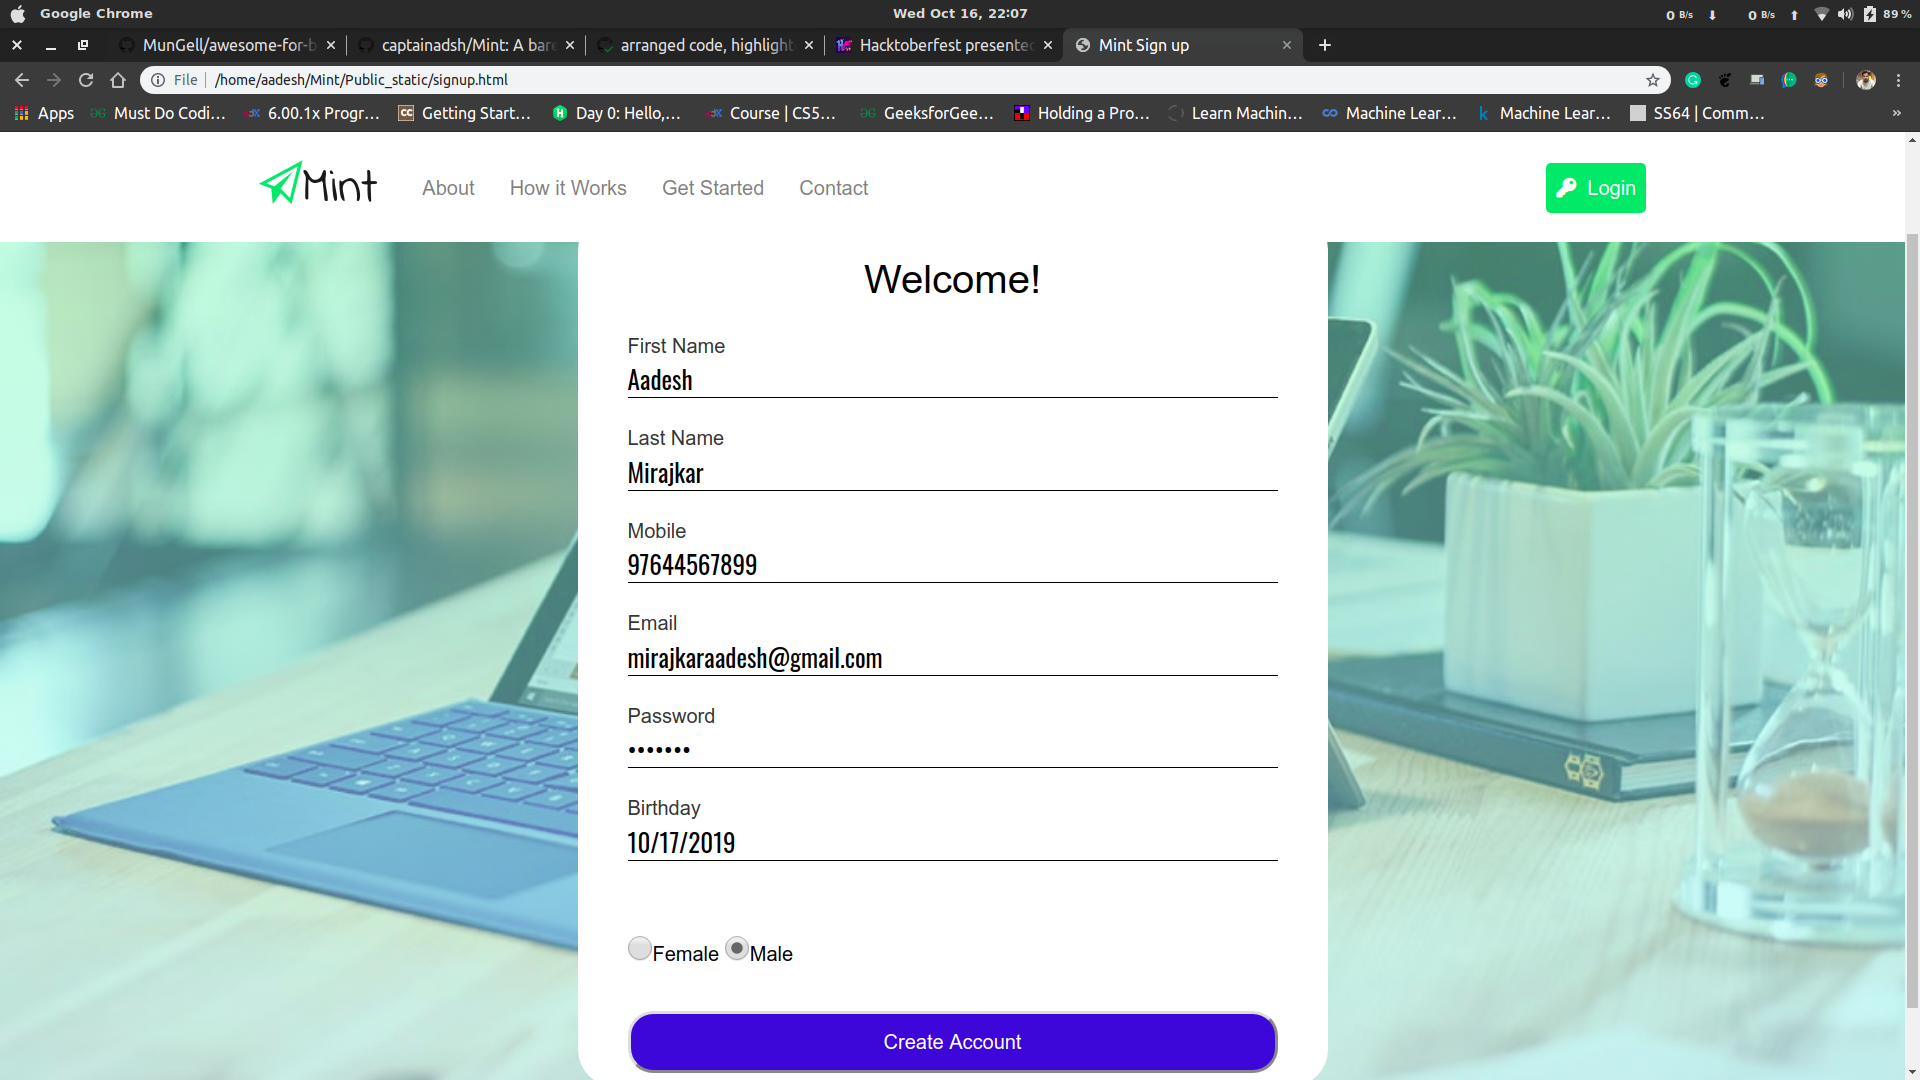 Google Chrome
Wed Oct 16, 22:07
0 B/s 0 B/s 89 %
MunGell/awesome-for-b
captainadsh/Mint: A bare
arranged code, highlight
Hacktoberfest presented
Mint Sign up
File /home/aadesh/Mint/Public_static/signup.html
Apps
Must Do Codi...
6.00.1x Progr...
CC Getting Start...
Day 0: Hello,...
Course | CS5...
GeeksforGee...
Holding a Pro...
Learn Machin...
Machine Lear...
k Machine Lear...
SS64 | Comm...
»
Mint
About
How it Works
Get Started
Contact
Login
Welcome!
First Name
Aadesh
Last Name
Mirajkar
Mobile
97644567899
Email
mirajkaraadesh@gmail.com
Password
•••••••
Birthday
10/17/2019
Female Male
Create Account